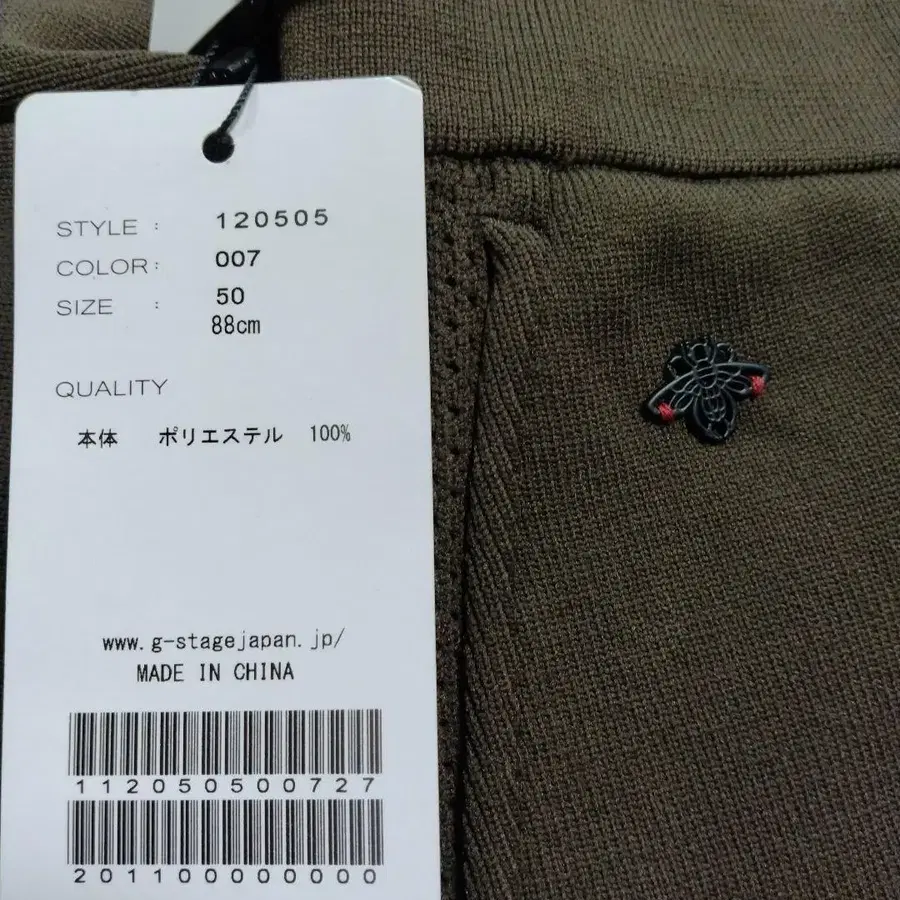 STYLE : 120505
COLOR: 007
SIZE : 50
88cm
QUALITY
本体 ポリエステル 100%
www.g-stagejapan.jp/
MADE IN CHINA
112050500727
2011000000000